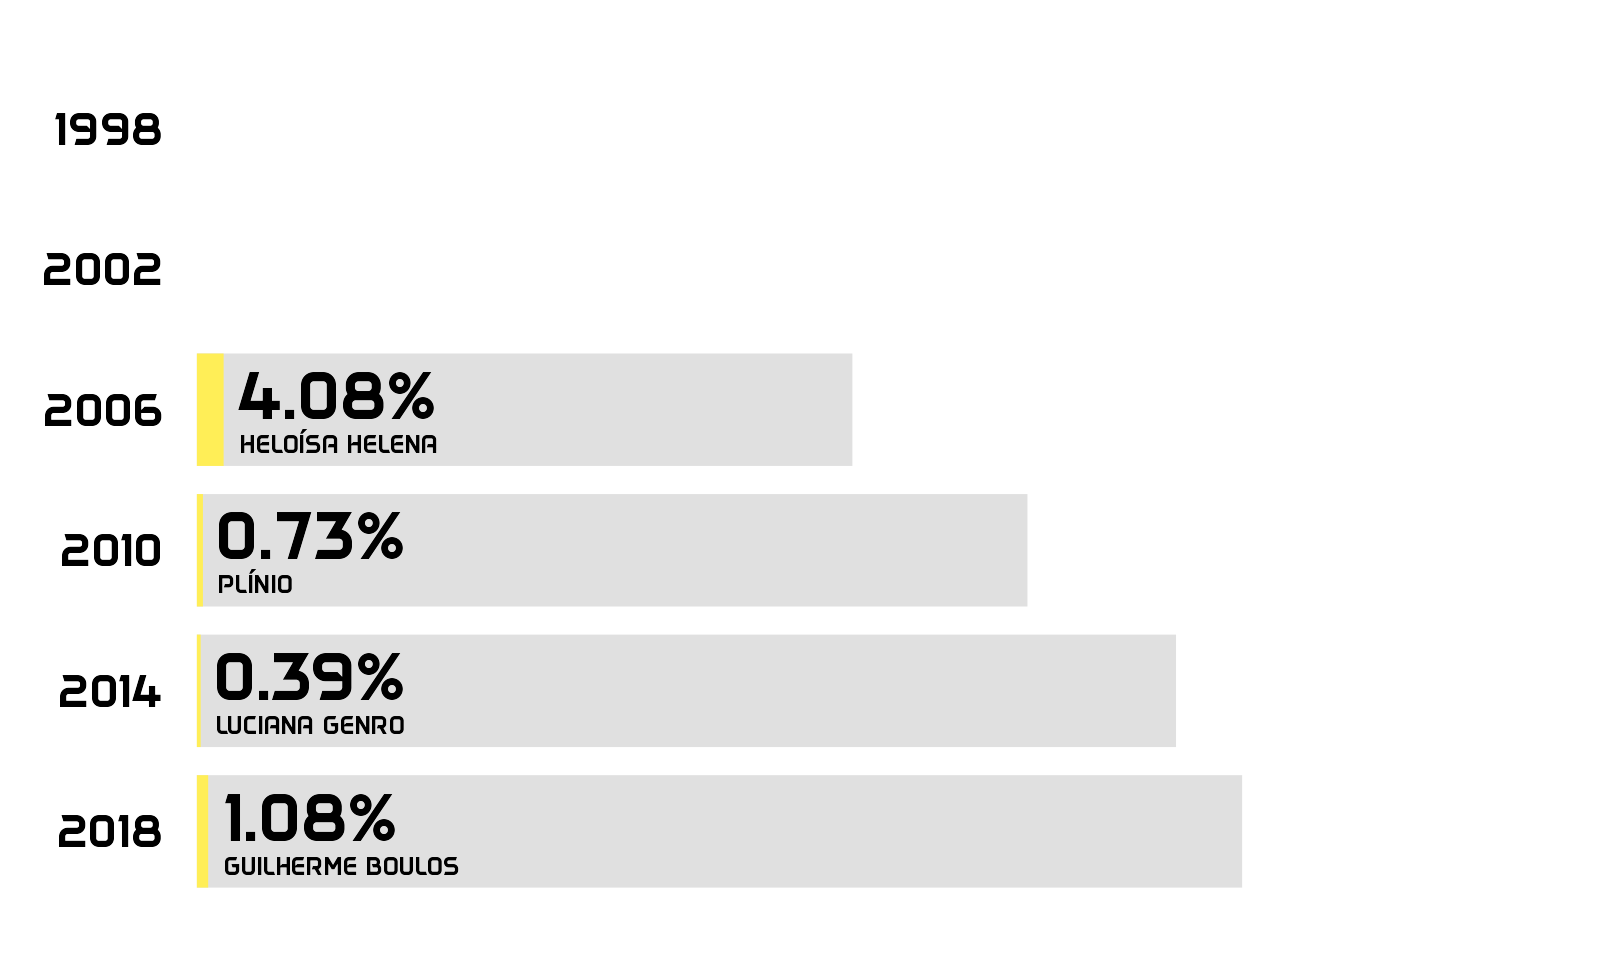 1998
2002
2006
4.08%
HELOÍSA HELENA
2010
0.73%
PLÍNIO
2014
0.39%
LUCIANA GENRO
2018
1.08%
GUILHERME BOULOS